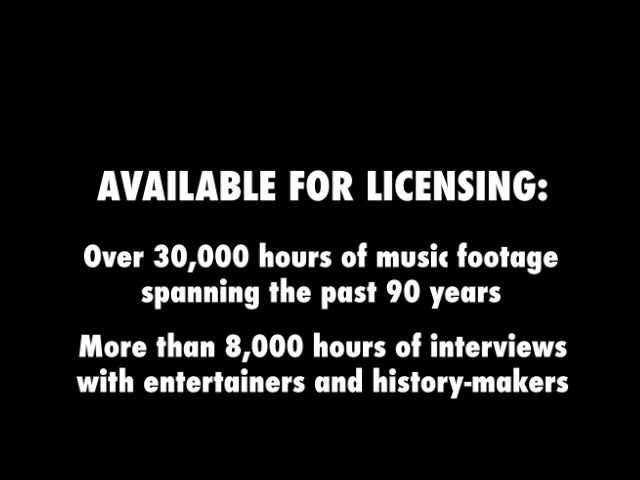 AVAILABLE FOR LICENSING:
Over 30,000 hours of music footage
spanning the past 90 years
More than 8,000 hours of interviews
with entertainers and history-makers